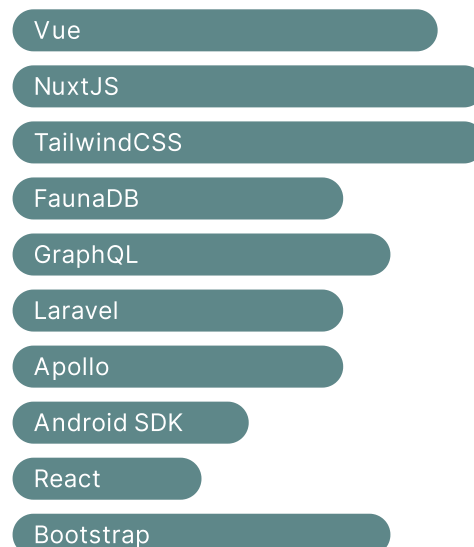 Vue
NuxtJS
TailwindCSS
FaunaDB
GraphQL
Laravel
Apollo
Android SDK
React
Bootstrap